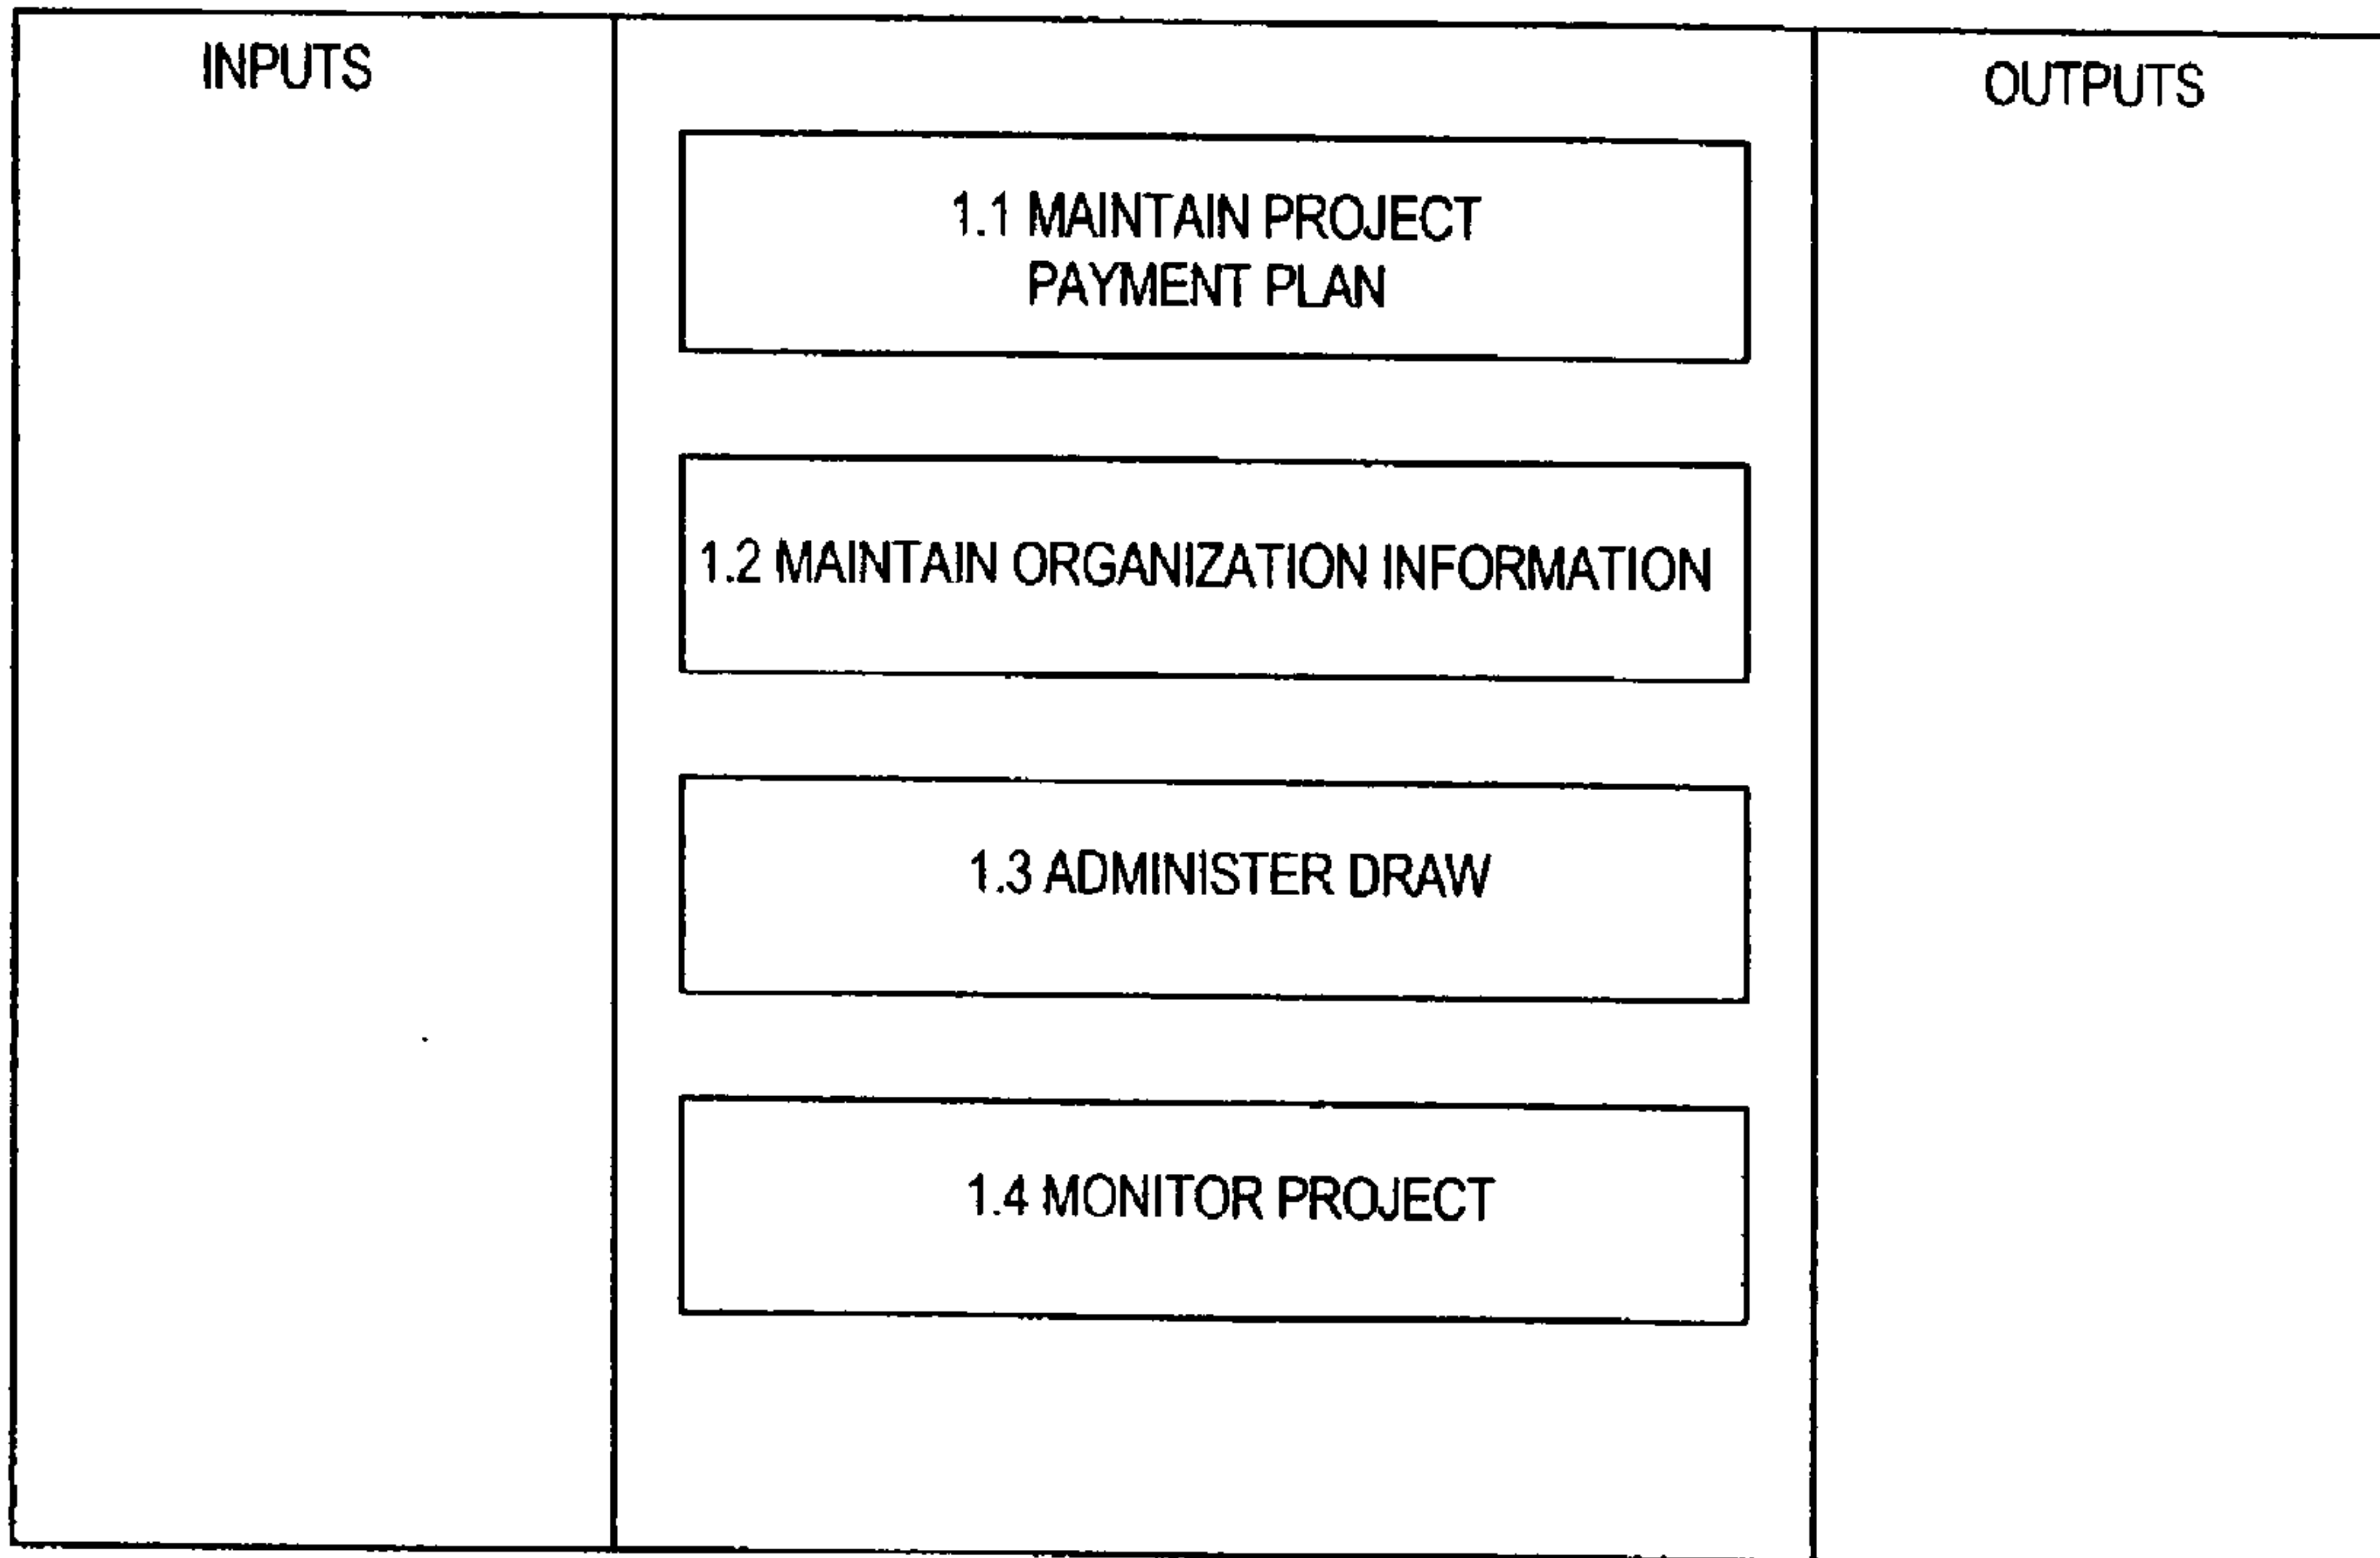 INPUTS
OUTPUTS
1.1 MAINTAIN PROJECT
PAYMENT PLAN
1.2 MAINTAIN ORGANIZATION INFORMATION
1.3 ADMINISTER DRAW
1.4 MONITOR PROJECT